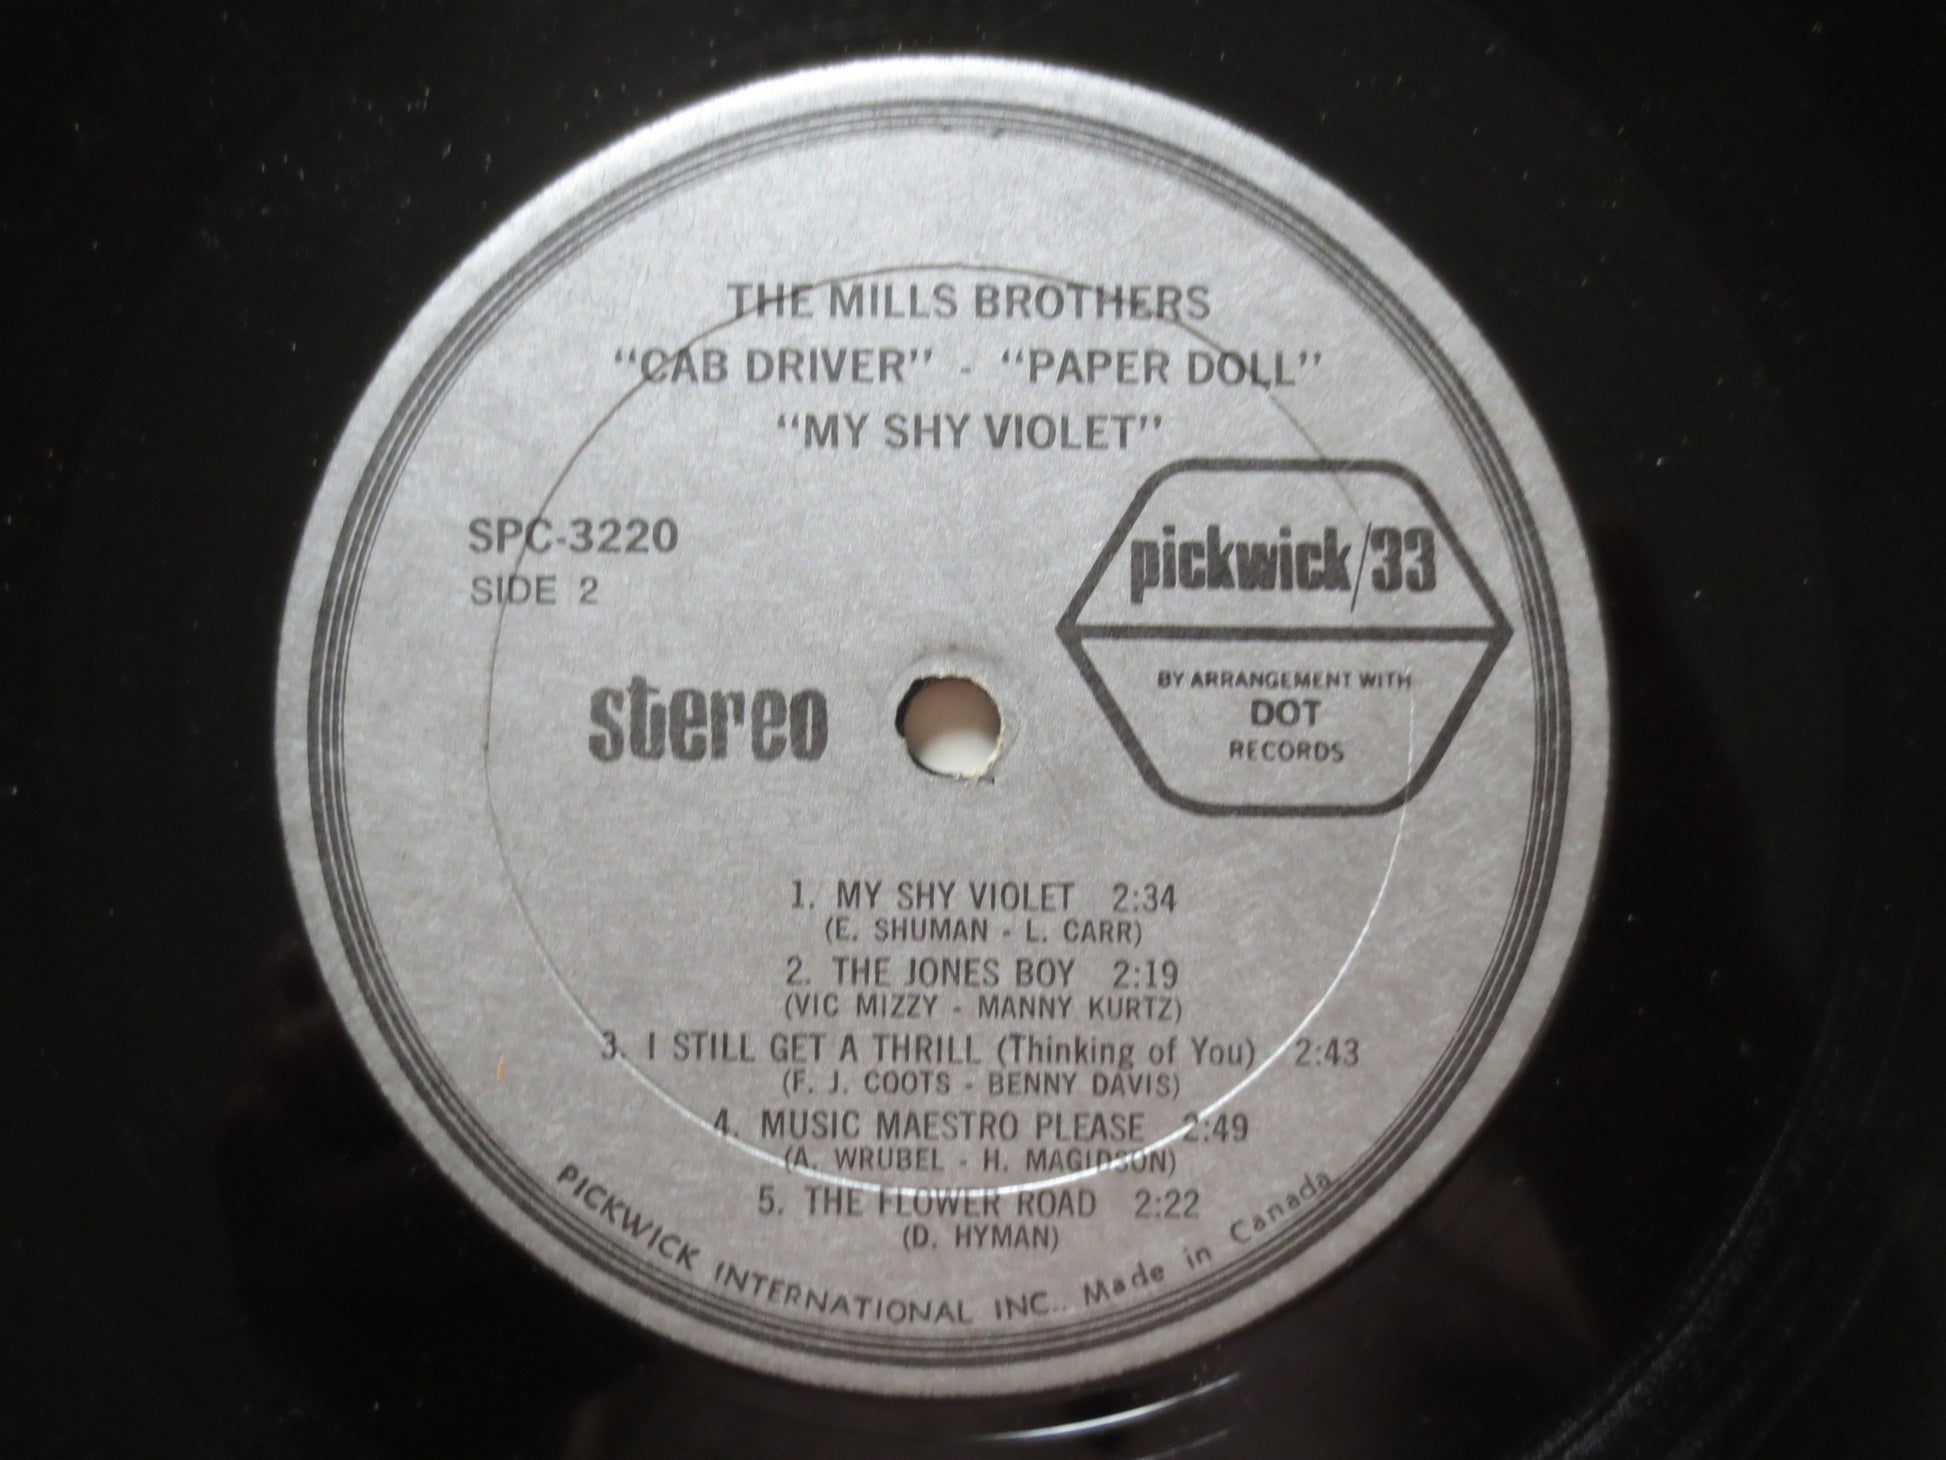 THE MILLS BROTHERS
"CAB DRIVER" - "PAPER DOLL"
"MY SHY VIOLET"
SPC-3220
SIDE 2
stereo
pickwick/33
BY ARRANGEMENT WITH
DOT
RECORDS
1. MY SHY VIOLET 2:34
(E. SHUMAN - L. CARR)
2. THE JONES BOY 2:19
(VIC MIZZY - MANNY KURTZ)
3. I STILL GET A THRILL (Thinking of You) 2:43
(F. J. COOTS - BENNY DAVIS)
4. MUSIC MAESTRO PLEASE 2:49
(A. WRUBEL - H. MAGIDSON)
5. THE FLOWER ROAD 2:22
(D. HYMAN)
PICKWICK INTERNATIONAL INC.. Made in Canada